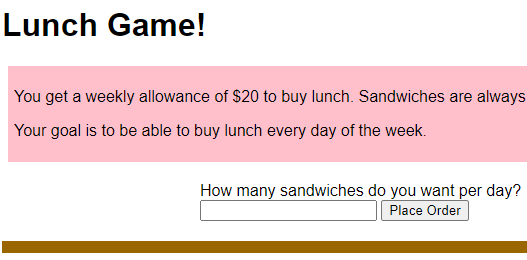 Lunch Game!
You get a weekly allowance of $20 to buy lunch. Sandwiches are always
Your goal is to be able to buy lunch every day of the week.
How many sandwiches do you want per day?
Place Order